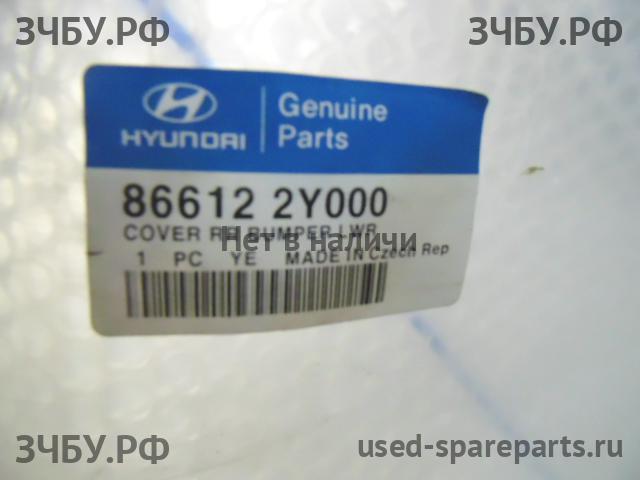 ЗЧБУ.РФ
ЗЧБУ.РФ
HYUNDAI
Genuine
Parts
86612 2Y000
COVER RR BUMPER LWR
Нет в наличии
1 PC YE MADE IN Czech Rep
ЗЧБУ.РФ
used-spareparts.ru